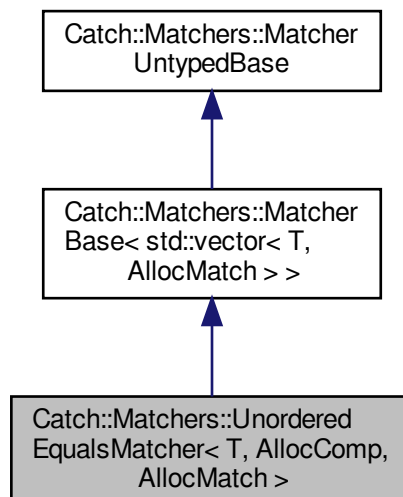 Catch::Matchers::Matcher
UntypedBase
Catch::Matchers::Matcher
Base< std::vector< T,
AllocMatch > >
Catch::Matchers::Unordered
EqualsMatcher< T, AllocComp,
AllocMatch >